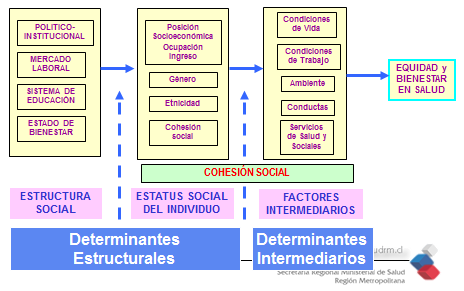 POLITICO-
INSTITUCIONAL
MERCADO
LABORAL
SISTEMA DE
EDUCACIÓN
ESTADO DE
BIENESTAR
Posición
Socioeconómica
Ocupación
Ingreso
Género
Etnicidad
Cohesión
social
Condiciones
de Vida
Condiciones
de Trabajo
Ambiente
Conductas
Servicios
de Salud y
Sociales
EQUIDAD y
BIENESTAR
EN SALUD
COHESIÓN SOCIAL
ESTRUCTURA
SOCIAL
ESTATUS SOCIAL
DEL INDIVIDUO
FACTORES
INTERMEDIARIOS
Determinantes
Estructurales
Determinantes
Intermediarios
udrm.cl
Secretaría Regional Ministerial de Salud
Región Metropolitana